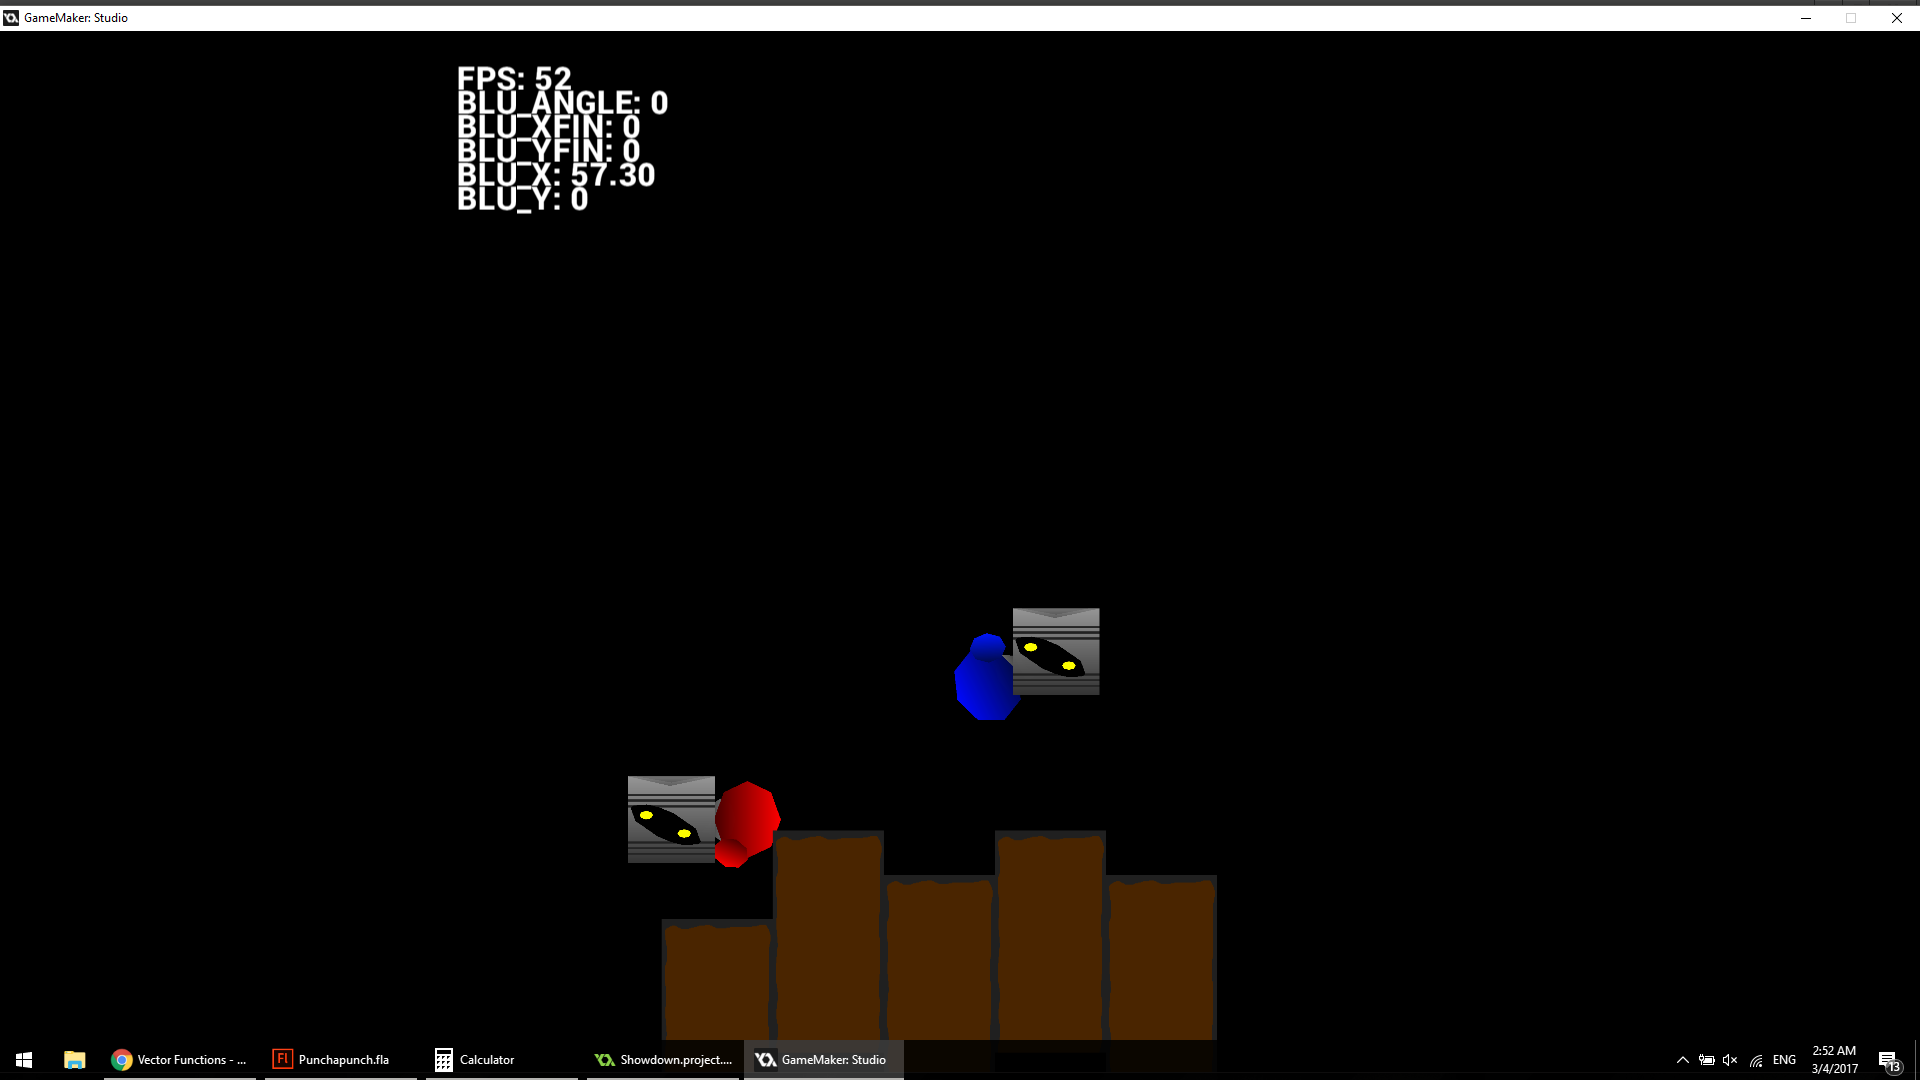 GameMaker: Studio
FPS: 52
BLU_ANGLE: 0
BLU_XFIN: 0
BLU_YFIN: 0
BLU_X: 57.30
BLU_Y: 0
Vector Functions - ...
Fl
Punchapunch.fla
Calculator
Showdown.project....
GameMaker: Studio
ENG
2:52 AM
3/4/2017
13